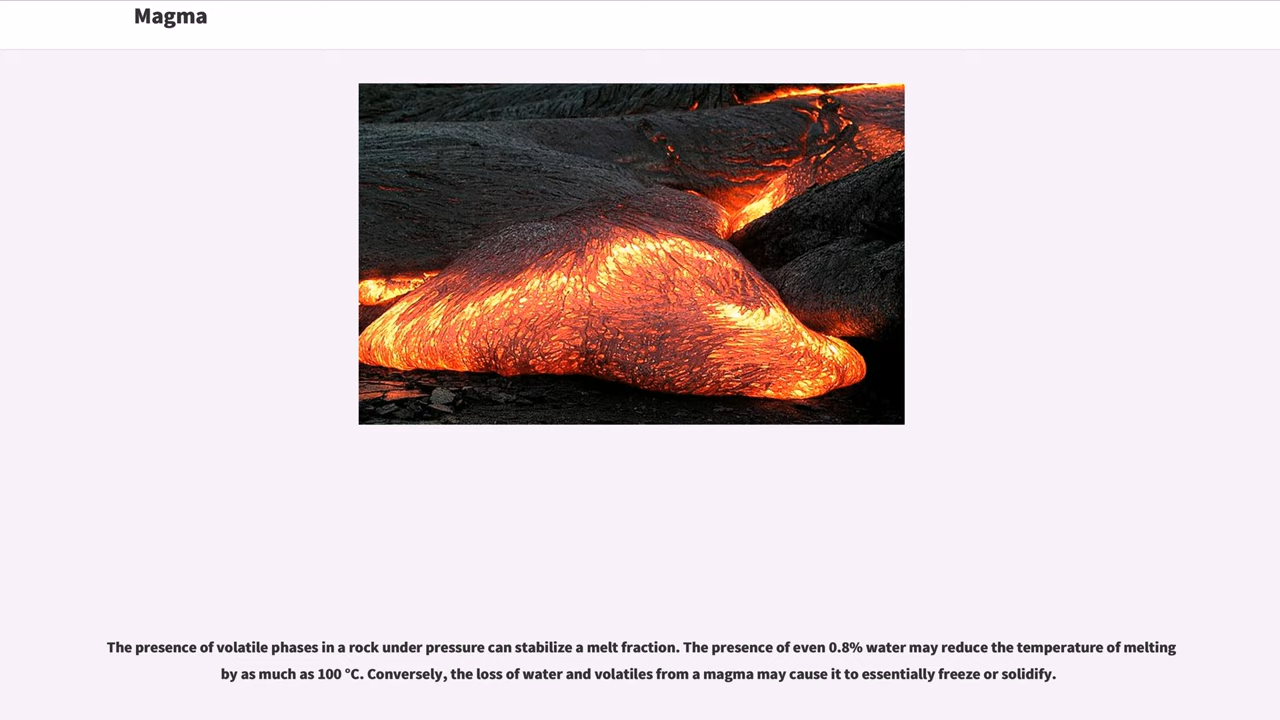 Magma
The presence of volatile phases in a rock under pressure can stabilize a melt fraction. The presence of even 0.8% water may reduce the temperature of melting
by as much as 100 °C. Conversely, the loss of water and volatiles from a magma may cause it to essentially freeze or solidify.